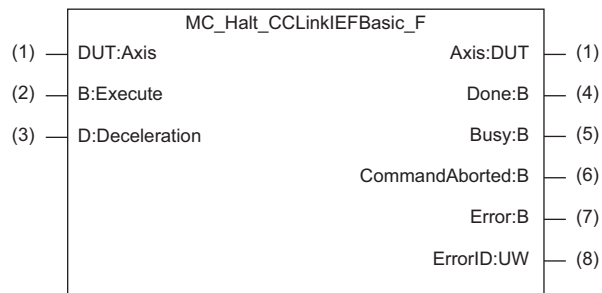 MC_Halt_CCLinkIEFBasic_F
(1) DUT:Axis Axis:DUT (1)
(2) B:Execute Done:B (4)
(3) D:Deceleration Busy:B (5)
CommandAborted:B (6)
Error:B (7)
ErrorID:UW (8)